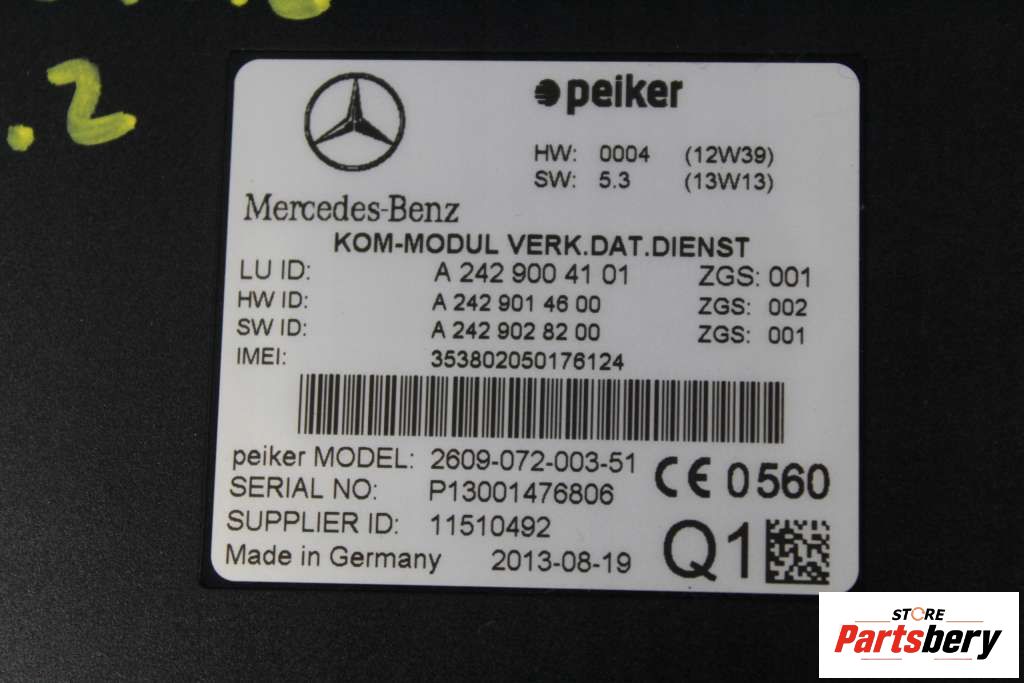 .2
peiker
HW: 0004 (12W39)
SW: 5.3 (13W13)
Mercedes-Benz
KOM-MODUL VERK.DAT.DIENST
LU ID: A 242 900 41 01 ZGS: 001
HW ID: A 242 901 46 00 ZGS: 002
SW ID: A 242 902 82 00 ZGS: 001
IMEI: 353802050176124
peiker MODEL: 2609-072-003-51
SERIAL NO: P13001476806
SUPPLIER ID: 11510492
Made in Germany 2013-08-19
CE 0560
Q1
STORE
Partsbery